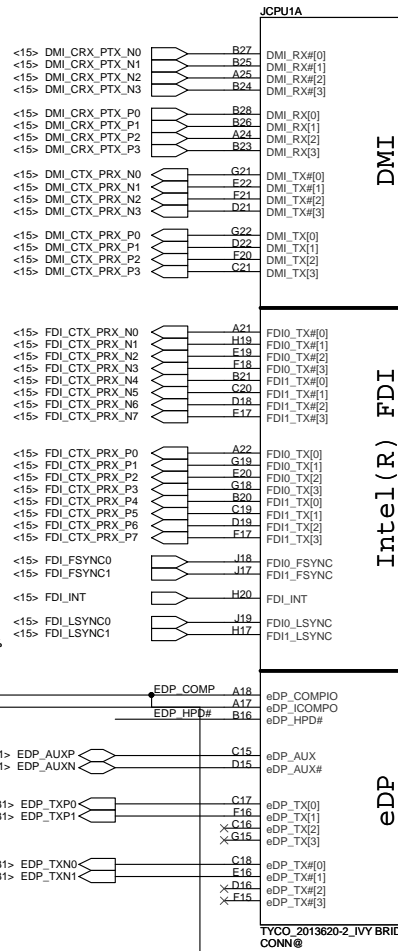 JCPU1A
<15> DMI_CRX_PTX_N0 B27 DMI_RX#[0]
<15> DMI_CRX_PTX_N1 B25 DMI_RX#[1]
<15> DMI_CRX_PTX_N2 A25 DMI_RX#[2]
<15> DMI_CRX_PTX_N3 B24 DMI_RX#[3]
<15> DMI_CRX_PTX_P0 B28 DMI_RX[0]
<15> DMI_CRX_PTX_P1 B26 DMI_RX[1]
<15> DMI_CRX_PTX_P2 A24 DMI_RX[2]
<15> DMI_CRX_PTX_P3 B23 DMI_RX[3]
<15> DMI_CTX_PRX_N0 G21 DMI_TX#[0]
<15> DMI_CTX_PRX_N1 E22 DMI_TX#[1]
<15> DMI_CTX_PRX_N2 F21 DMI_TX#[2]
<15> DMI_CTX_PRX_N3 D21 DMI_TX#[3]
<15> DMI_CTX_PRX_P0 G22 DMI_TX[0]
<15> DMI_CTX_PRX_P1 D22 DMI_TX[1]
<15> DMI_CTX_PRX_P2 F20 DMI_TX[2]
<15> DMI_CTX_PRX_P3 C21 DMI_TX[3]
DMI
<15> FDI_CTX_PRX_N0 A21 FDI0_TX#[0]
<15> FDI_CTX_PRX_N1 H19 FDI0_TX#[1]
<15> FDI_CTX_PRX_N2 E19 FDI0_TX#[2]
<15> FDI_CTX_PRX_N3 F18 FDI0_TX#[3]
<15> FDI_CTX_PRX_N4 B21 FDI1_TX#[0]
<15> FDI_CTX_PRX_N5 C20 FDI1_TX#[1]
<15> FDI_CTX_PRX_N6 D18 FDI1_TX#[2]
<15> FDI_CTX_PRX_N7 E17 FDI1_TX#[3]
<15> FDI_CTX_PRX_P0 A22 FDI0_TX[0]
<15> FDI_CTX_PRX_P1 G19 FDI0_TX[1]
<15> FDI_CTX_PRX_P2 E20 FDI0_TX[2]
<15> FDI_CTX_PRX_P3 G18 FDI0_TX[3]
<15> FDI_CTX_PRX_P4 B20 FDI1_TX[0]
<15> FDI_CTX_PRX_P5 C19 FDI1_TX[1]
<15> FDI_CTX_PRX_P6 D19 FDI1_TX[2]
<15> FDI_CTX_PRX_P7 F17 FDI1_TX[3]
<15> FDI_FSYNC0 J18 FDI0_FSYNC
<15> FDI_FSYNC1 J17 FDI1_FSYNC
<15> FDI_INT H20 FDI_INT
<15> FDI_LSYNC0 J19 FDI0_LSYNC
<15> FDI_LSYNC1 H17 FDI1_LSYNC
Intel(R) FDI
EDP_COMP A18 eDP_COMPIO
A17 eDP_ICOMPO
EDP_HPD# B16 eDP_HPD#
1> EDP_AUXP C15 eDP_AUX
1> EDP_AUXN D15 eDP_AUX#
31> EDP_TXP0 C17 eDP_TX[0]
31> EDP_TXP1 F16 eDP_TX[1]
C16 eDP_TX[2]
G15 eDP_TX[3]
31> EDP_TXN0 C18 eDP_TX#[0]
31> EDP_TXN1 E16 eDP_TX#[1]
D16 eDP_TX#[2]
F15 eDP_TX#[3]
eDP
TYCO_2013620-2_IVY BRID
CONN@